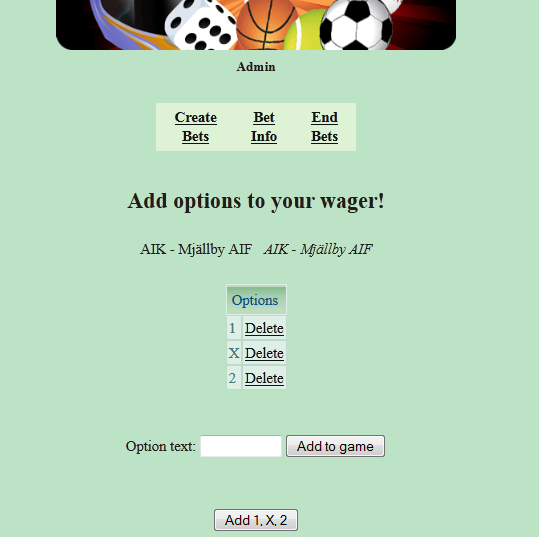 Admin
Create Bet End
Bets Info Bets
Add options to your wager!
AIK - Mjällby AIF AIK - Mjällby AIF
Options
1 Delete
X Delete
2 Delete
Option text: Add to game
Add 1, X, 2